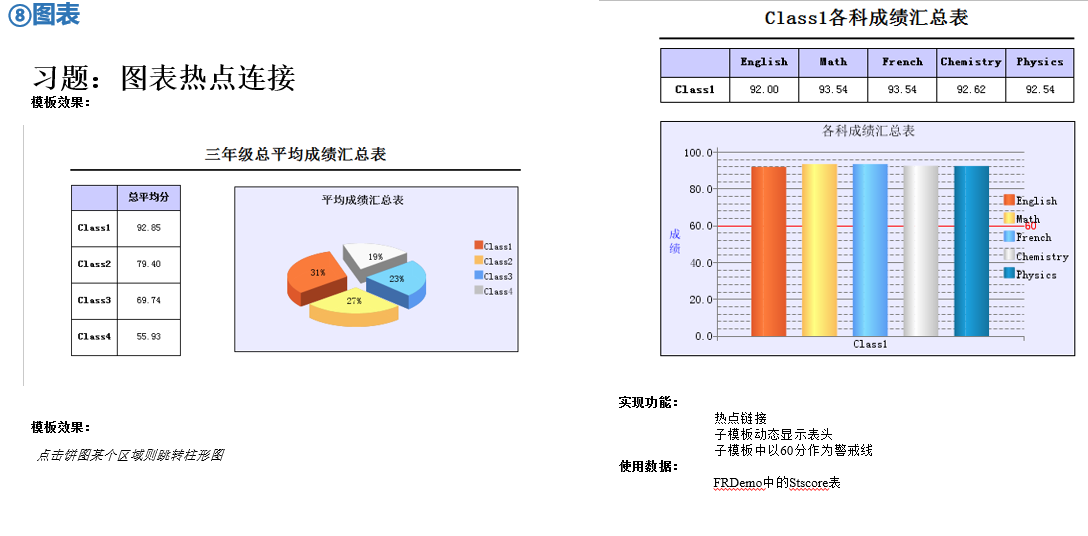 ⑧图表
习题：图表热点连接
模板效果：
三年级总平均成绩汇总表
总平均分
Class1 92.85
Class2 79.40
Class3 69.74
Class4 55.93
平均成绩汇总表
19%
31%
23%
27%
Class1
Class2
Class3
Class4
模板效果：
点击饼图某个区域则跳转柱形图
Class1各科成绩汇总表
English Math French Chemistry Physics
Class1 92.00 93.54 93.54 92.62 92.54
各科成绩汇总表
100.0
80.0
60.0
40.0
20.0
0.0
成绩
60
English
Math
French
Chemistry
Physics
Class1
实现功能：
热点链接
子模板动态显示表头
子模板中以60分作为警戒线
使用数据：
FRDemo中的Stscore表